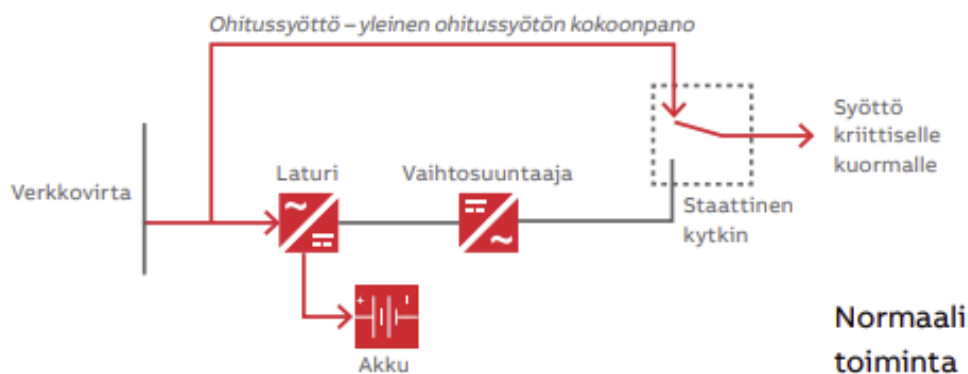 Ohitussyöttö – yleinen ohitussyötön kokoonpano
Syöttö
kriittiselle
kuormalle
Verkkovirta
Laturi
Vaihtosuuntaaja
Staattinen
kytkin
Akku
Normaali
toiminta